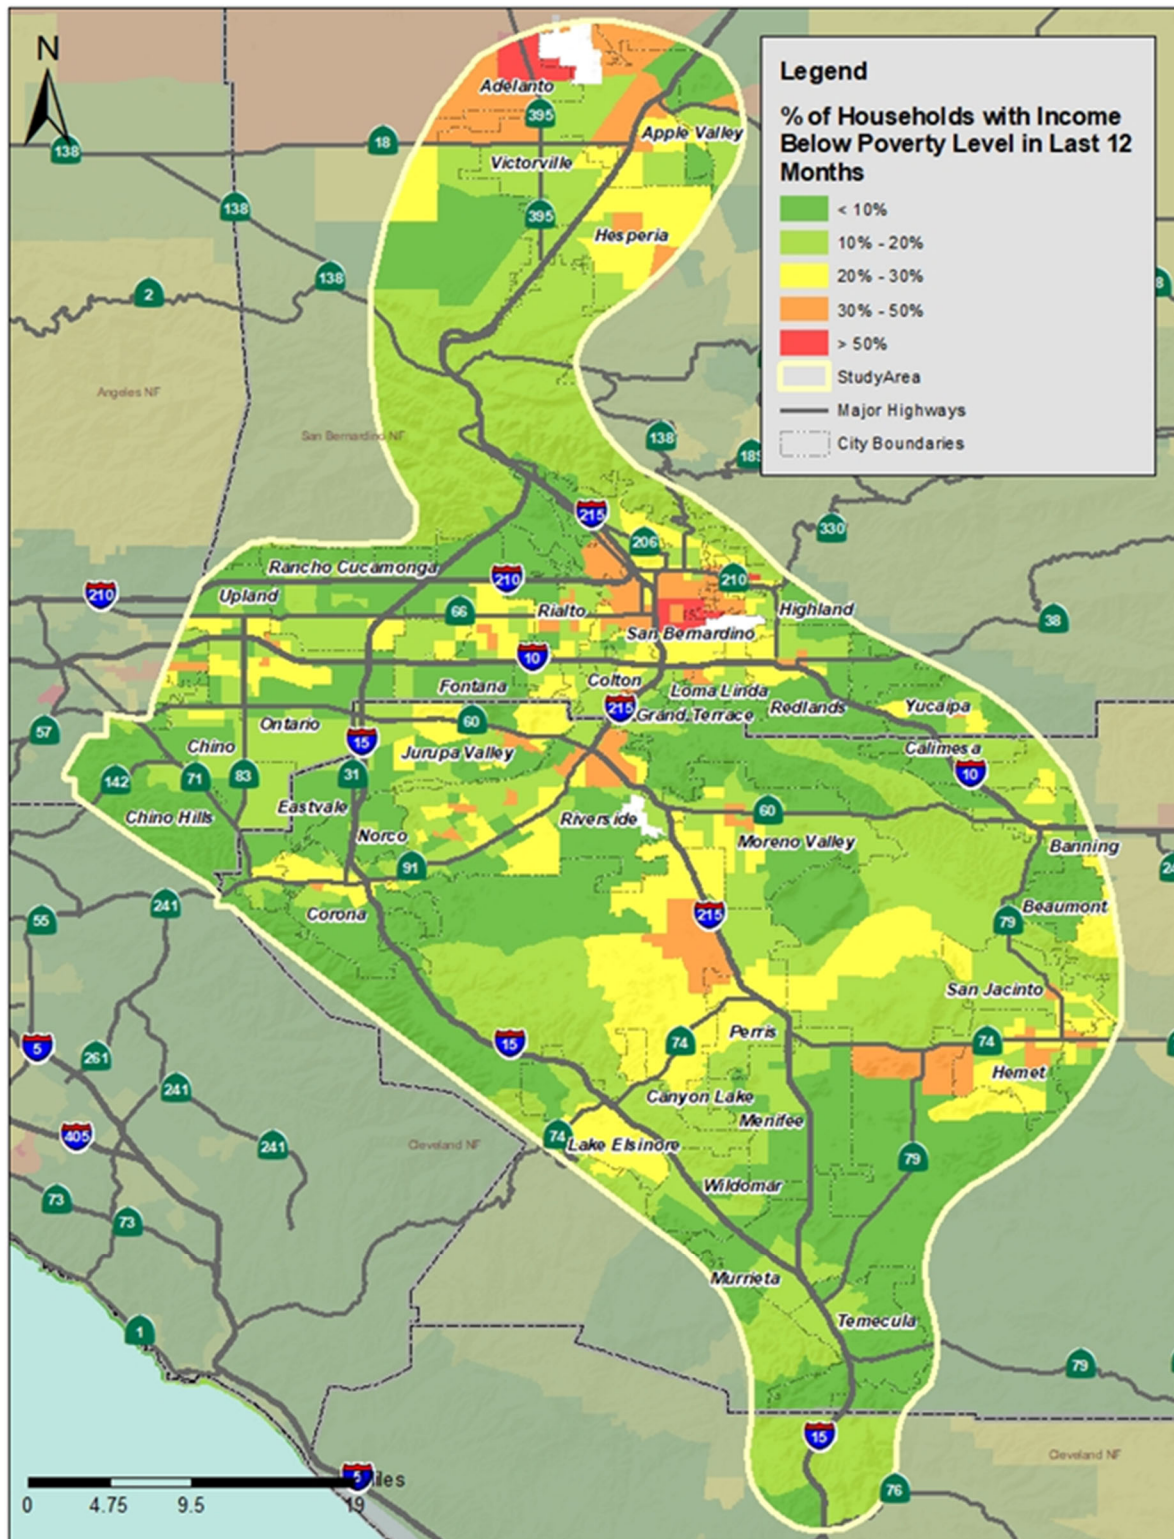 N
Legend
% of Households with Income
Below Poverty Level in Last 12
Months
< 10%
10% - 20%
20% - 30%
30% - 50%
> 50%
StudyArea
Major Highways
City Boundaries
Adelanto
395
138
18
Apple Valley
Victorville
138
395
Hesperia
138
2
Angeles NF
San Bernardino NF
138
330
215
206
Rancho Cucamonga
210
210
210
Upland
66
Rialto
Highland
38
San Bernardino
10
Colton
Fontana
Loma Linda
215
Grand Terrace
Redlands
Yucaipa
57
Ontario
60
15
Chino
Jurupa Valley
Calimesa
142
71
83
31
10
Eastvale
Chino Hills
Riverside
60
Norco
Moreno Valley
Banning
91
241
55
Corona
215
Beaumont
79
San Jacinto
5
261
15
74
Perris
74
Hemet
241
Canyon Lake
405
Menifee
241
Cleveland NF
74
Lake Elsinore
79
73
Wildomar
73
Murrieta
1
Temecula
79
15
Cleveland NF
5
76
0
4.75
9.5
19